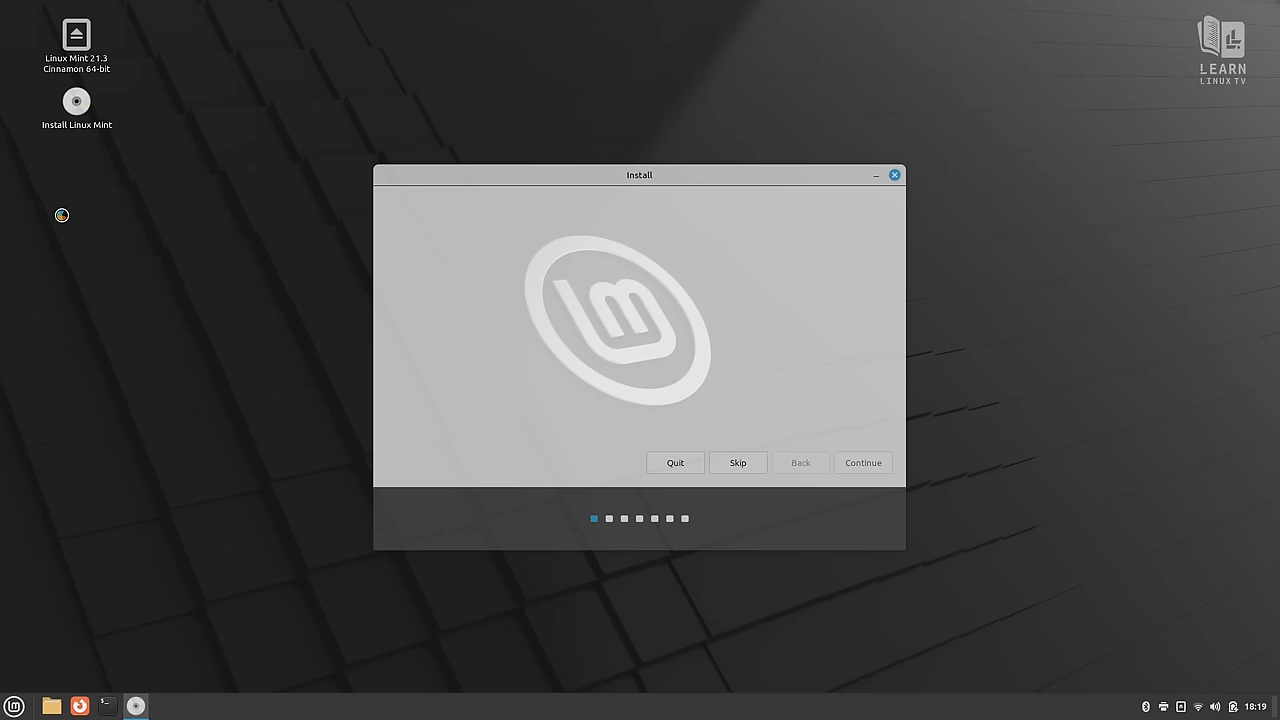 Linux Mint 21.3
Cinnamon 64-bit
Install Linux Mint
LEARN
LINUX TV
Install
Quit
Skip
Back
Continue
18:19